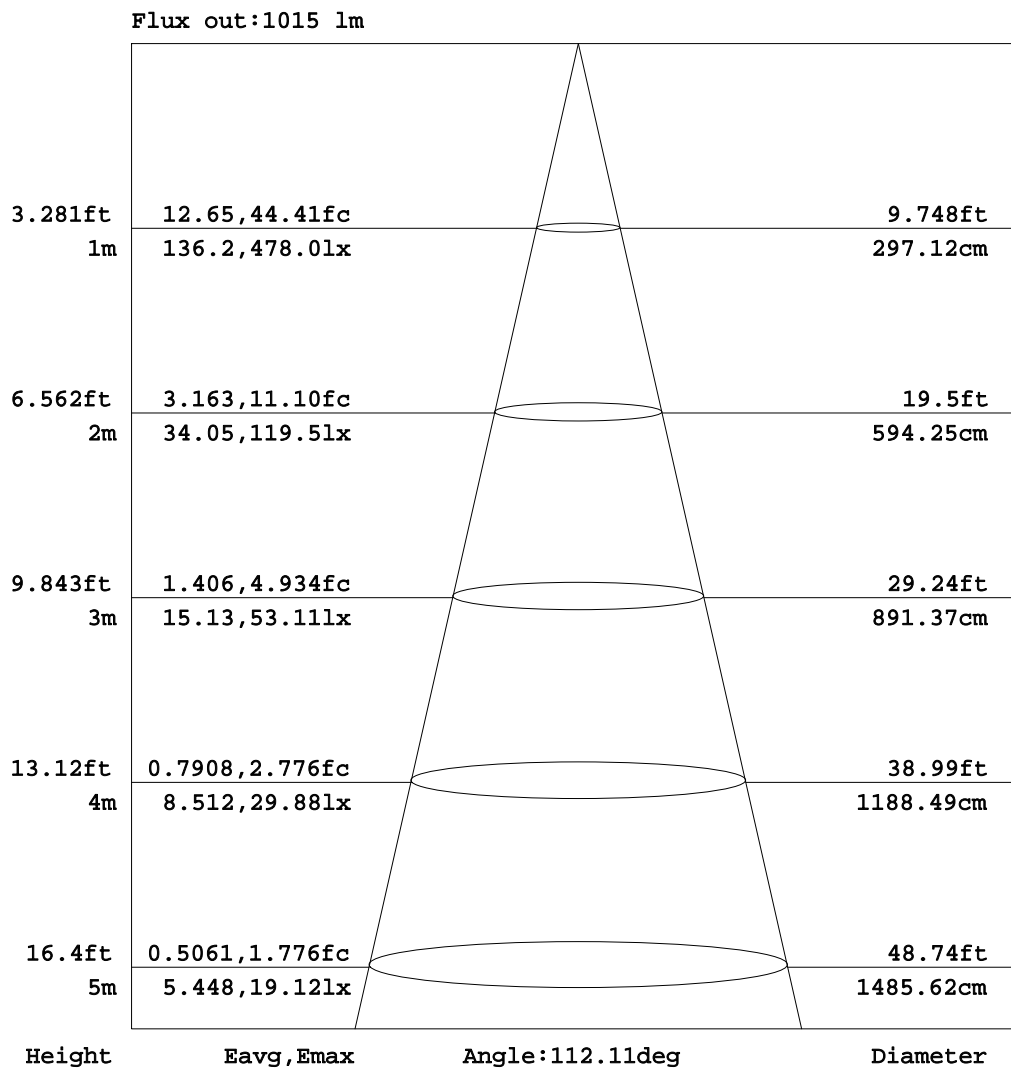 Flux out:1015 lm
3.281ft 12.65,44.41fc 9.748ft
1m 136.2,478.0lx 297.12cm
6.562ft 3.163,11.10fc 19.5ft
2m 34.05,119.5lx 594.25cm
9.843ft 1.406,4.934fc 29.24ft
3m 15.13,53.11lx 891.37cm
13.12ft 0.7908,2.776fc 38.99ft
4m 8.512,29.88lx 1188.49cm
16.4ft 0.5061,1.776fc 48.74ft
5m 5.448,19.12lx 1485.62cm
Height Eavg,Emax Angle:112.11deg Diameter